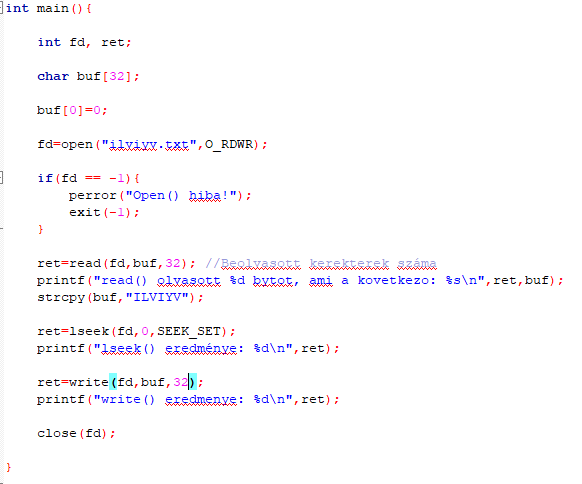 int main(){
int fd, ret;
char buf[32];
buf[0]=0;
fd=open("ilyiyv.txt",O_RDWR);
if(fd == -1){
perror("Open() hiba!");
exit(-1);
}
ret=read(fd,buf,32); //Beolvasott kerekterek száma
printf("read() olvasott %d bytot, ami a kovetkezo: %s\n",ret,buf);
strcpy(buf,"ILVIYV");
ret=lseek(fd,0,SEEK_SET);
printf("lseek() eredménye: %d\n",ret);
ret=write(fd,buf,32);
printf("write() eredmenye: %d\n",ret);
close(fd);
}